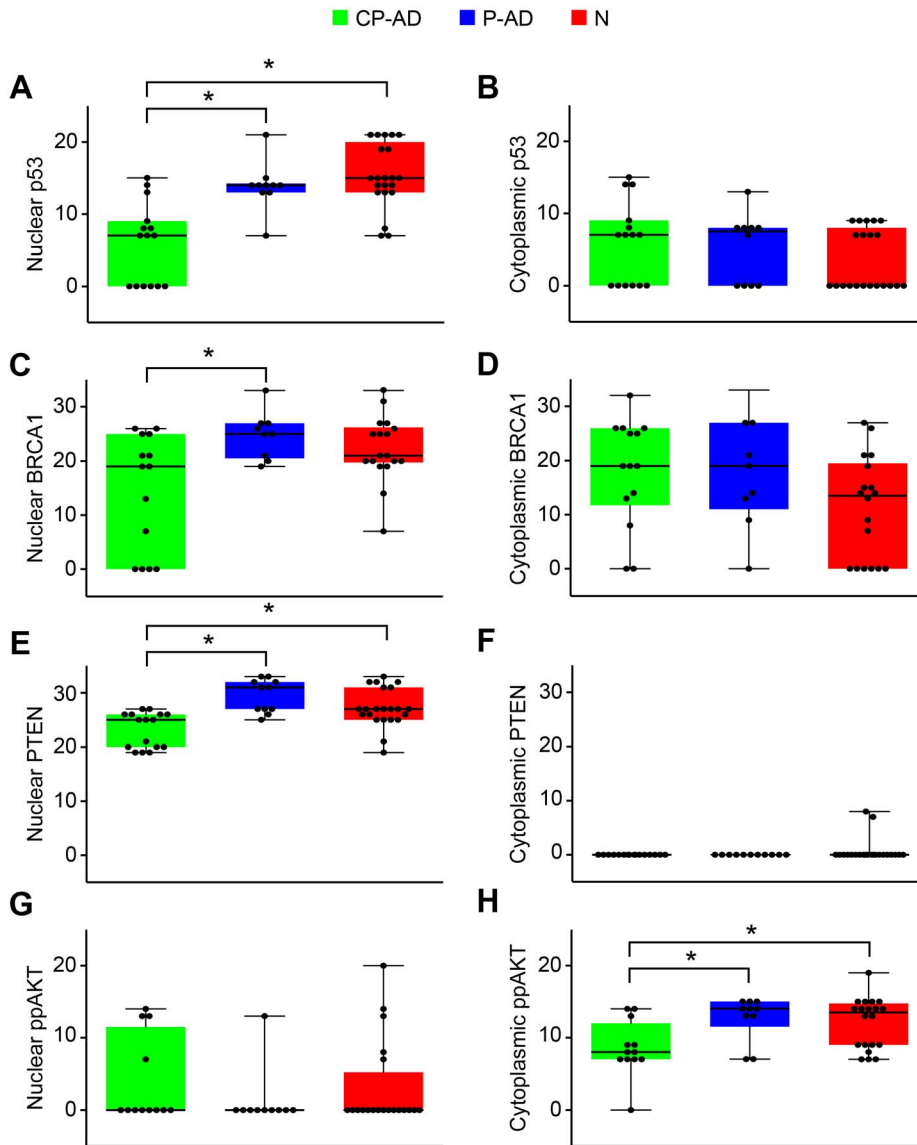 CP-AD P-AD N
A
Nuclear p53
20
10
0
*
*
B
Cytoplasmic p53
20
10
0
C
Nuclear BRCA1
30
20
10
0
*
D
Cytoplasmic BRCA1
30
20
10
0
E
Nuclear PTEN
30
20
10
0
*
*
F
Cytoplasmic PTEN
30
20
10
0
G
Nuclear ppAKT
20
10
0
H
Cytoplasmic ppAKT
20
10
0
*
*